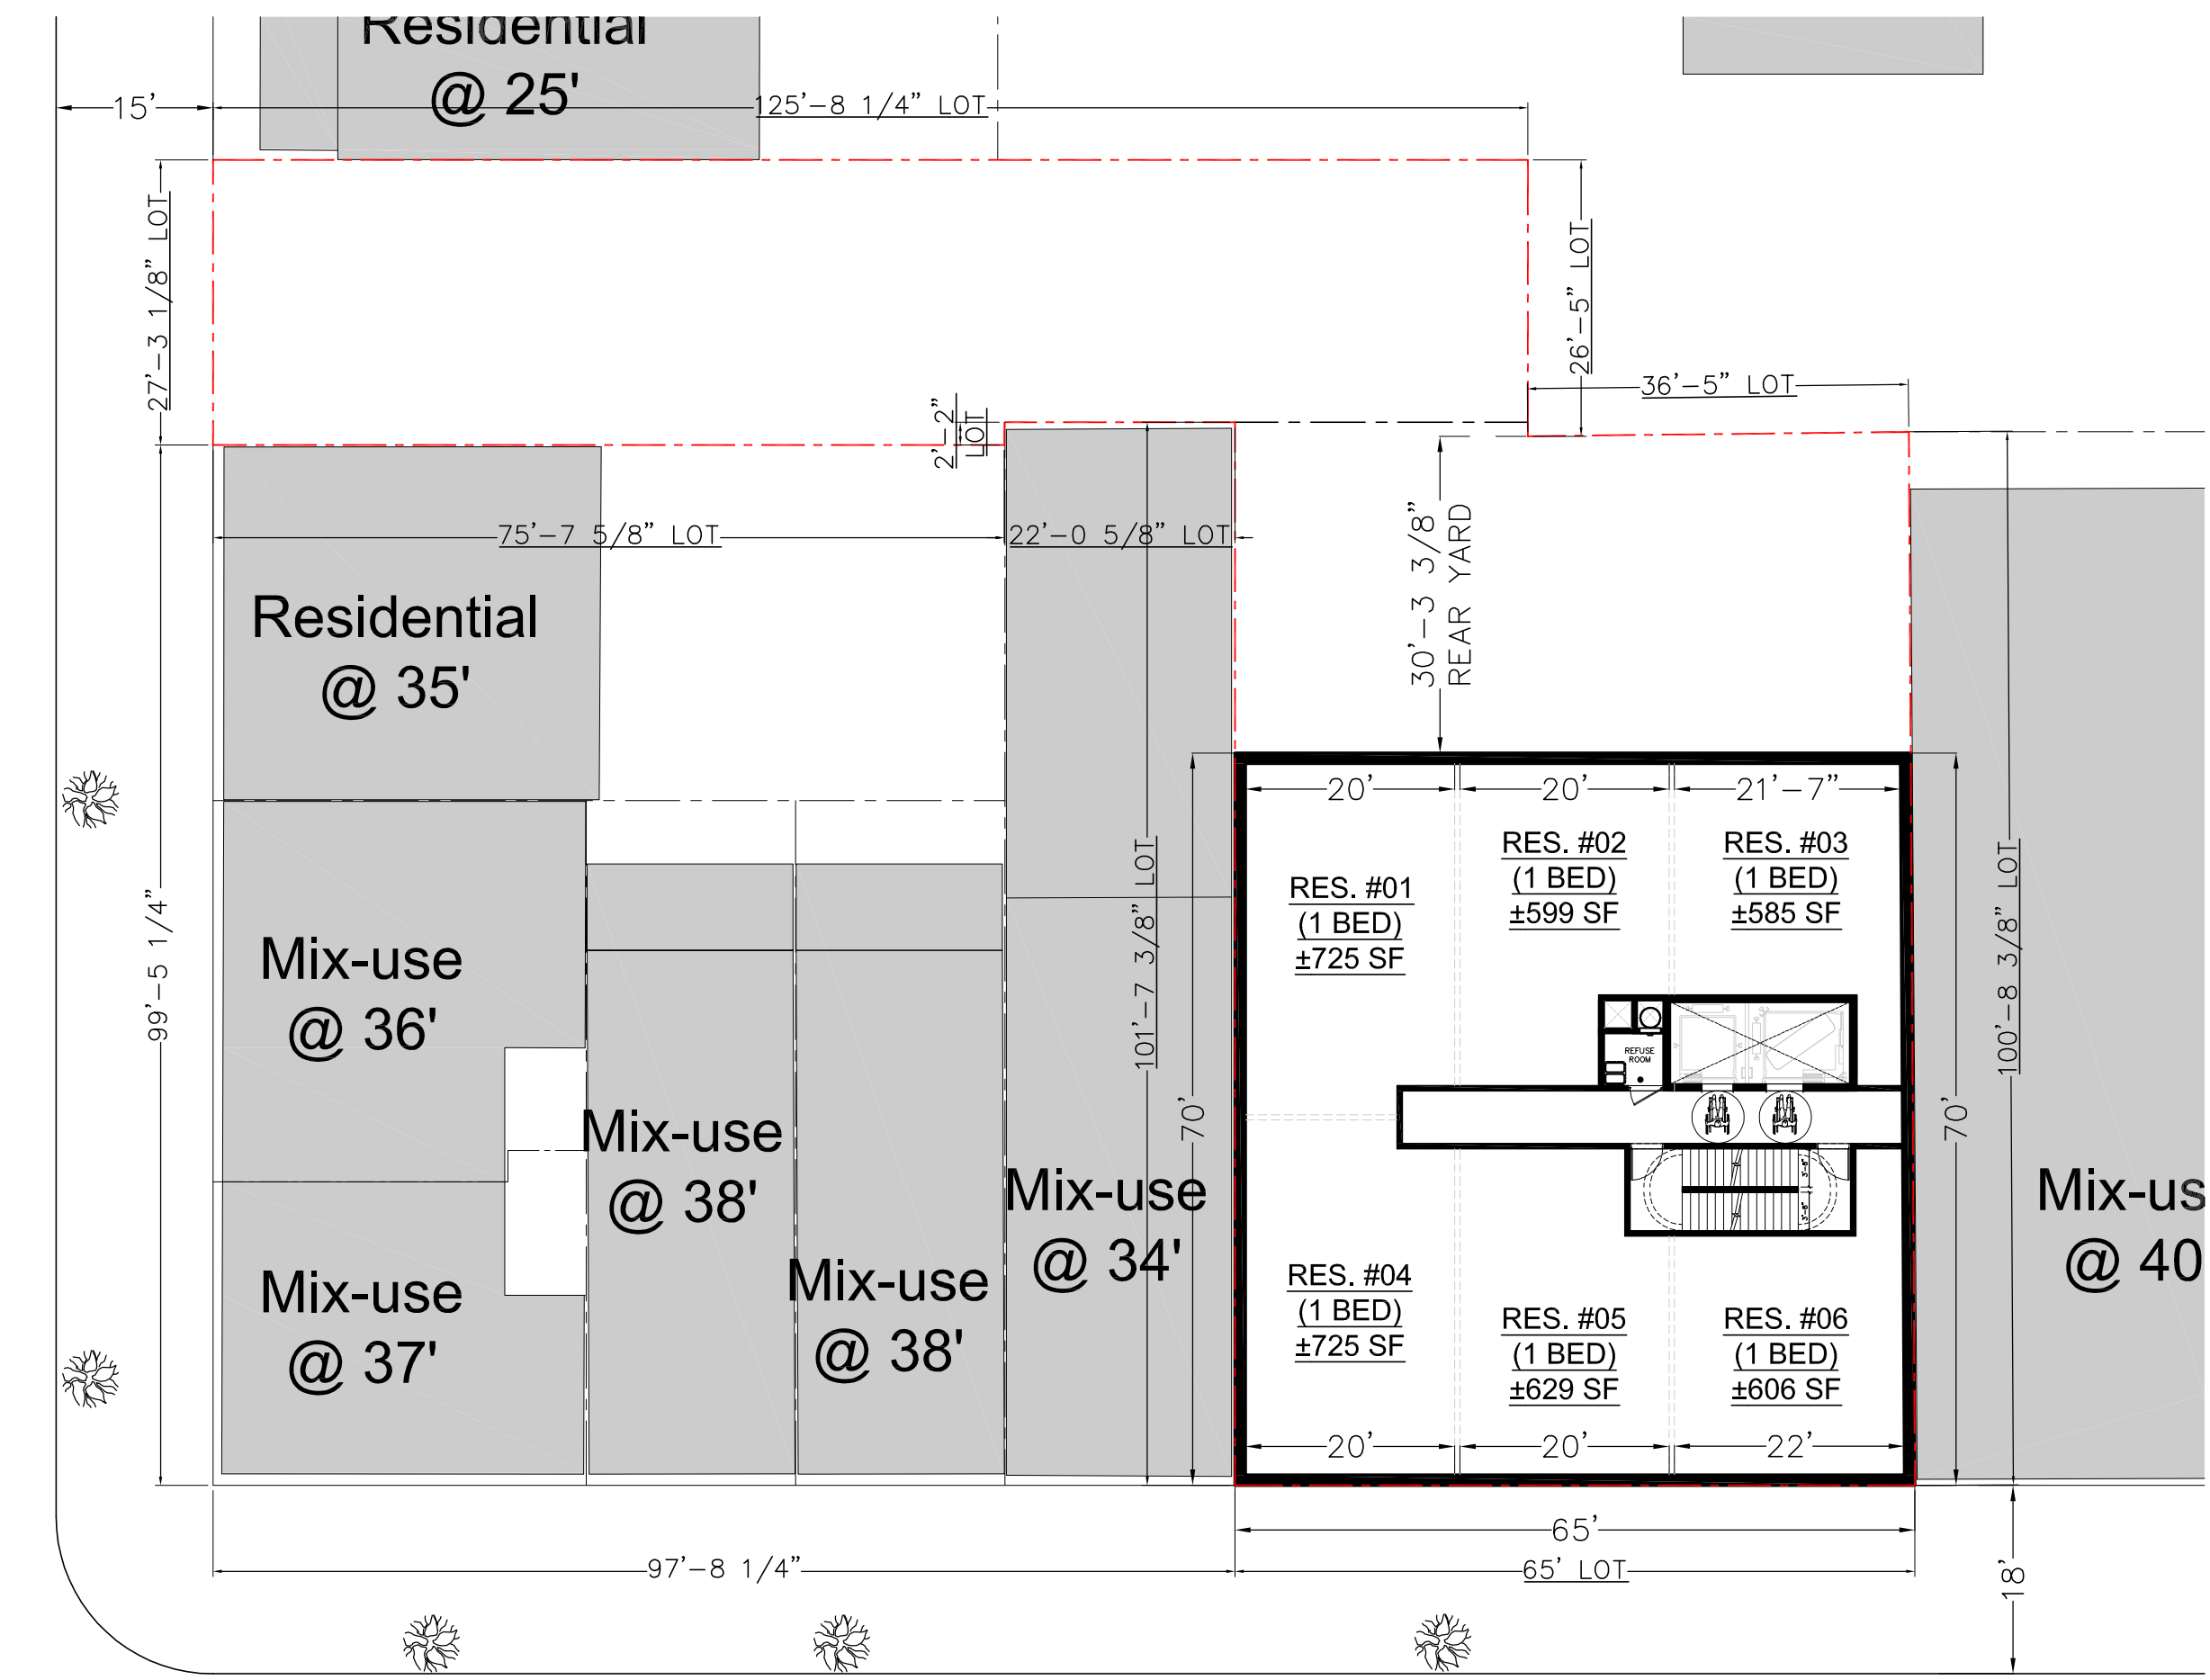 Residential
@ 25'
15'
125'-8 1/4" LOT
27'-3 1/8" LOT
26'-5" LOT
36'-5" LOT
2'-2"
LOT
75'-7 5/8" LOT
22'-0 5/8" LOT
30'-3 3/8"
REAR YARD
Residential
@ 35'
20'
20'
21'-7"
RES. #01
(1 BED)
±725 SF
RES. #02
(1 BED)
±599 SF
RES. #03
(1 BED)
±585 SF
99'-5 1/4"
Mix-use
@ 36'
101'-7 3/8" LOT
100'-8 3/8" LOT
REFUSE
ROOM
70'
70'
Mix-use
@ 38'
Mix-use
@ 34'
3'-8"
3'-8"
Mix-us
@ 40
Mix-use
@ 37'
Mix-use
@ 38'
RES. #04
(1 BED)
±725 SF
RES. #05
(1 BED)
±629 SF
RES. #06
(1 BED)
±606 SF
20'
20'
22'
65'
97'-8 1/4"
65' LOT
18'